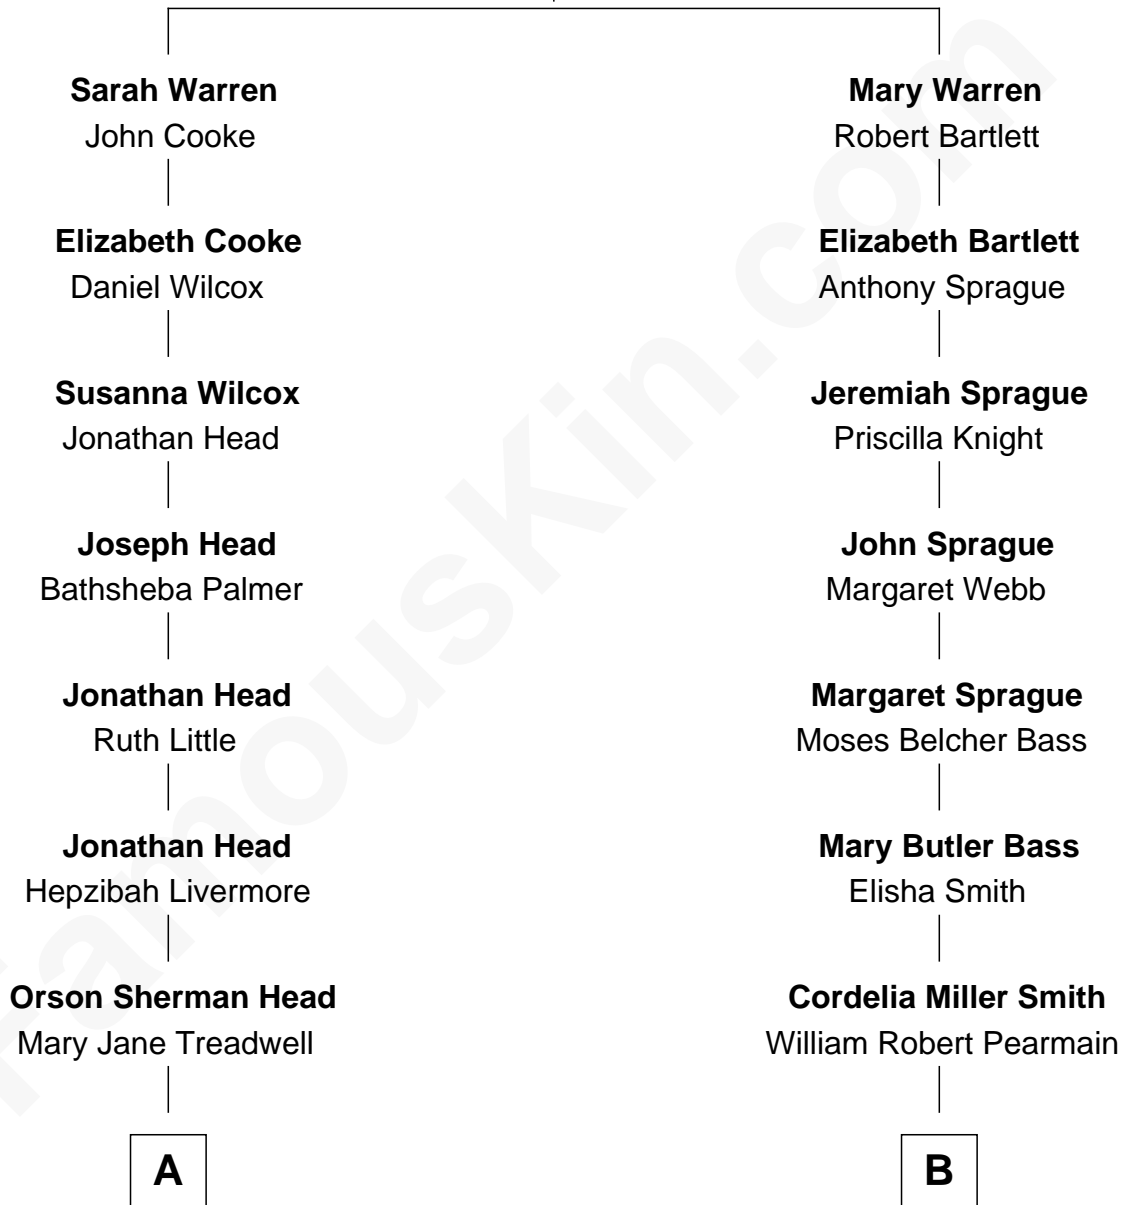 Sarah Warren
John Cooke
Mary Warren
Robert Bartlett
Elizabeth Cooke
Daniel Wilcox
Elizabeth Bartlett
Anthony Sprague
Susanna Wilcox
Jonathan Head
Jeremiah Sprague
Priscilla Knight
Joseph Head
Bathsheba Palmer
John Sprague
Margaret Webb
Jonathan Head
Ruth Little
Margaret Sprague
Moses Belcher Bass
Jonathan Head
Hepzibah Livermore
Mary Butler Bass
Elisha Smith
Orson Sherman Head
Mary Jane Treadwell
Cordelia Miller Smith
William Robert Pearmain
A
B
FamousKin.com